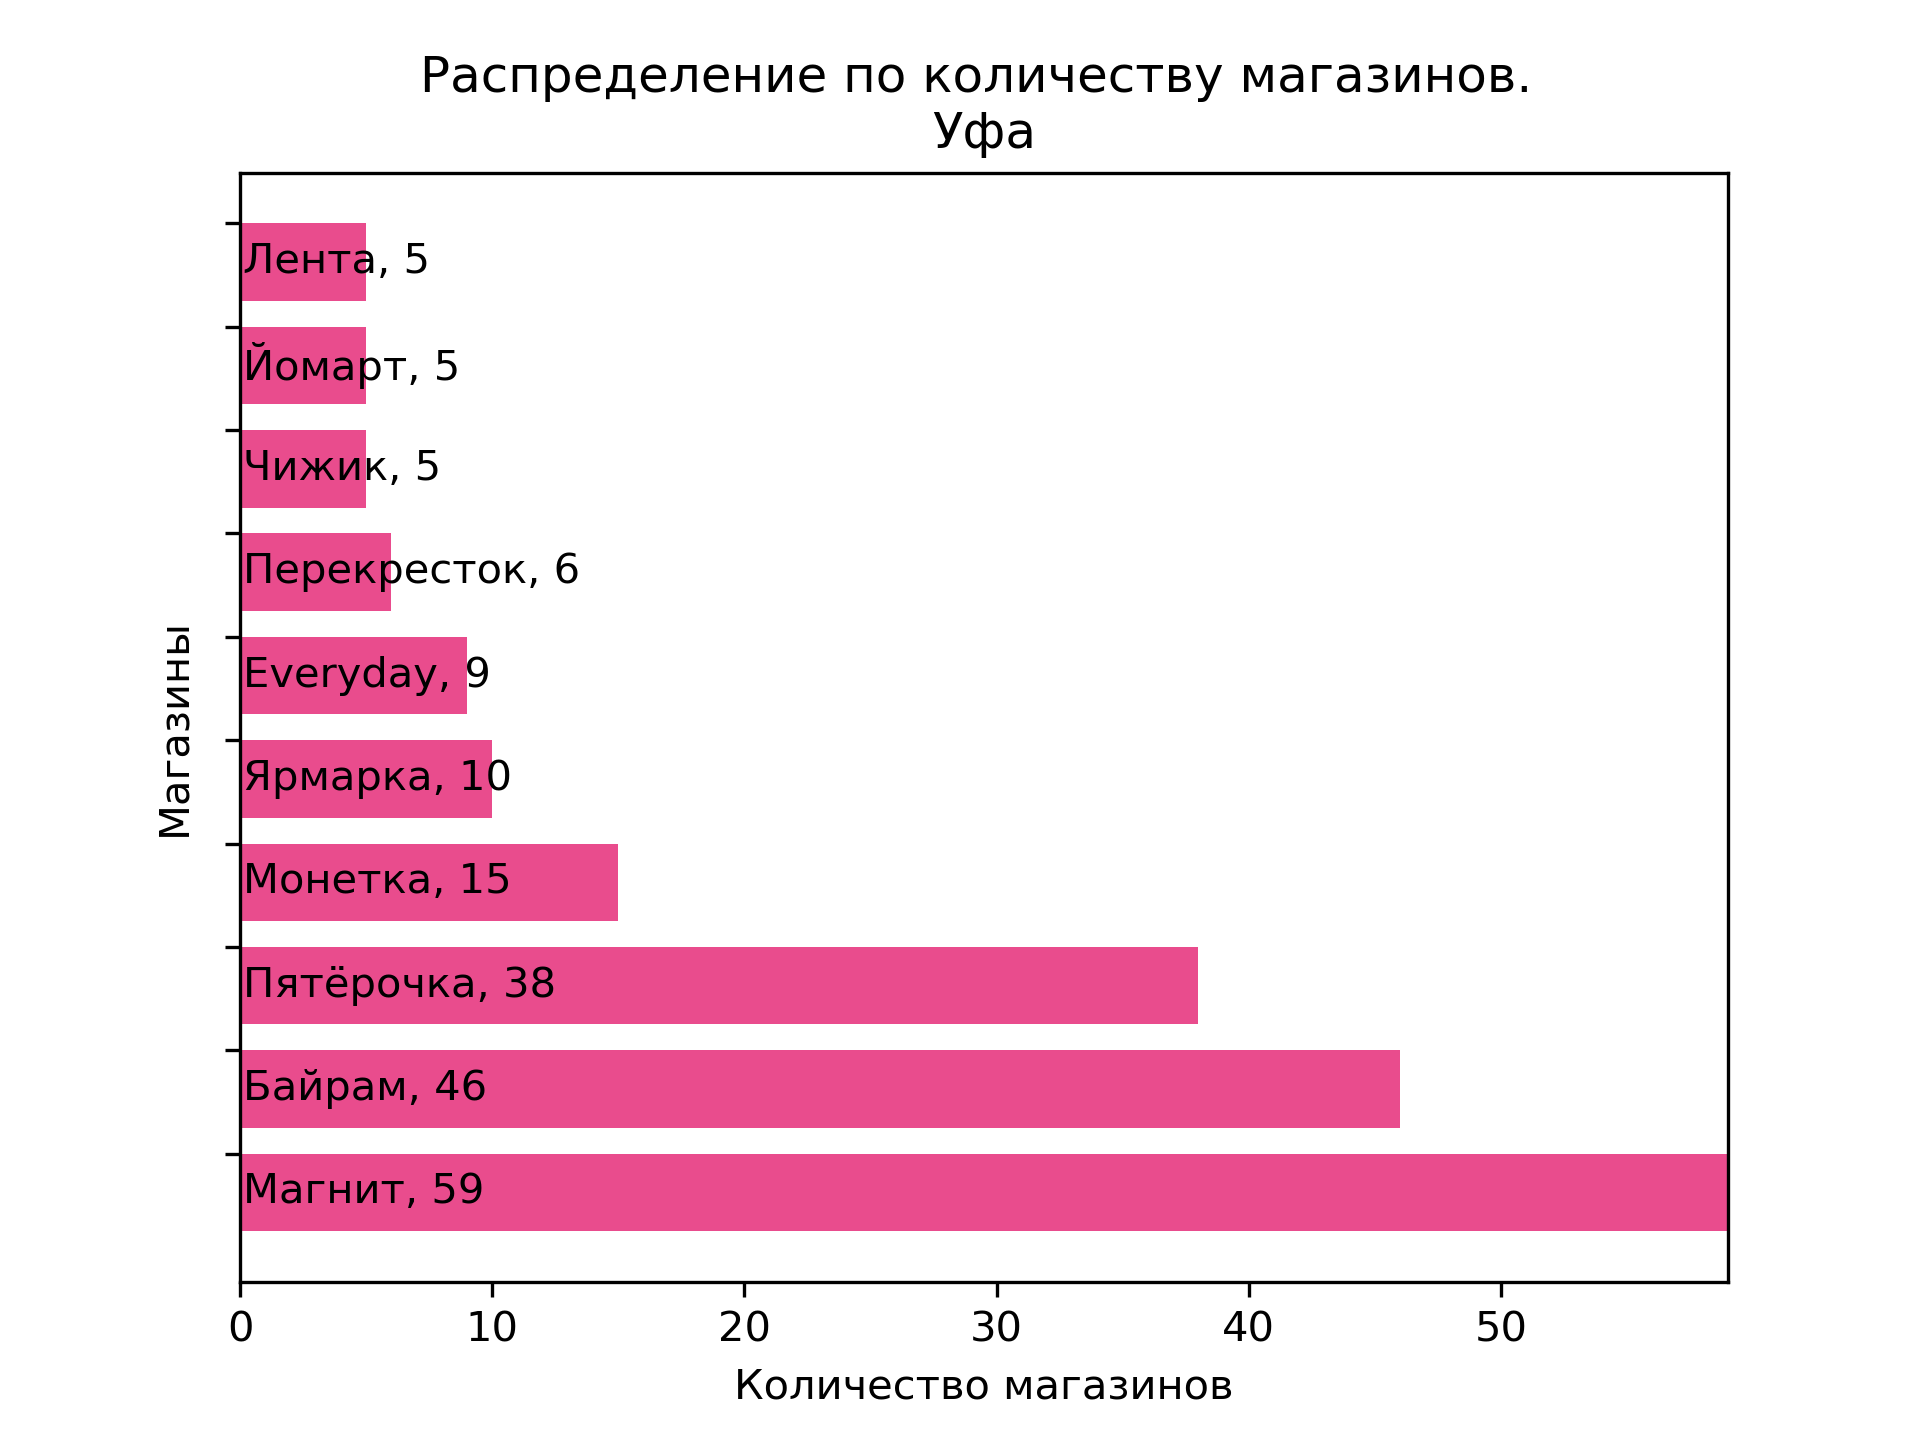 Распределение по количеству магазинов.
Уфа
Лента, 5
Йомарт, 5
Чижик, 5
Перекресток, 6
Everyday, 9
Ярмарка, 10
Монетка, 15
Пятёрочка, 38
Байрам, 46
Магнит, 59
Магазины
0 10 20 30 40 50
Количество магазинов